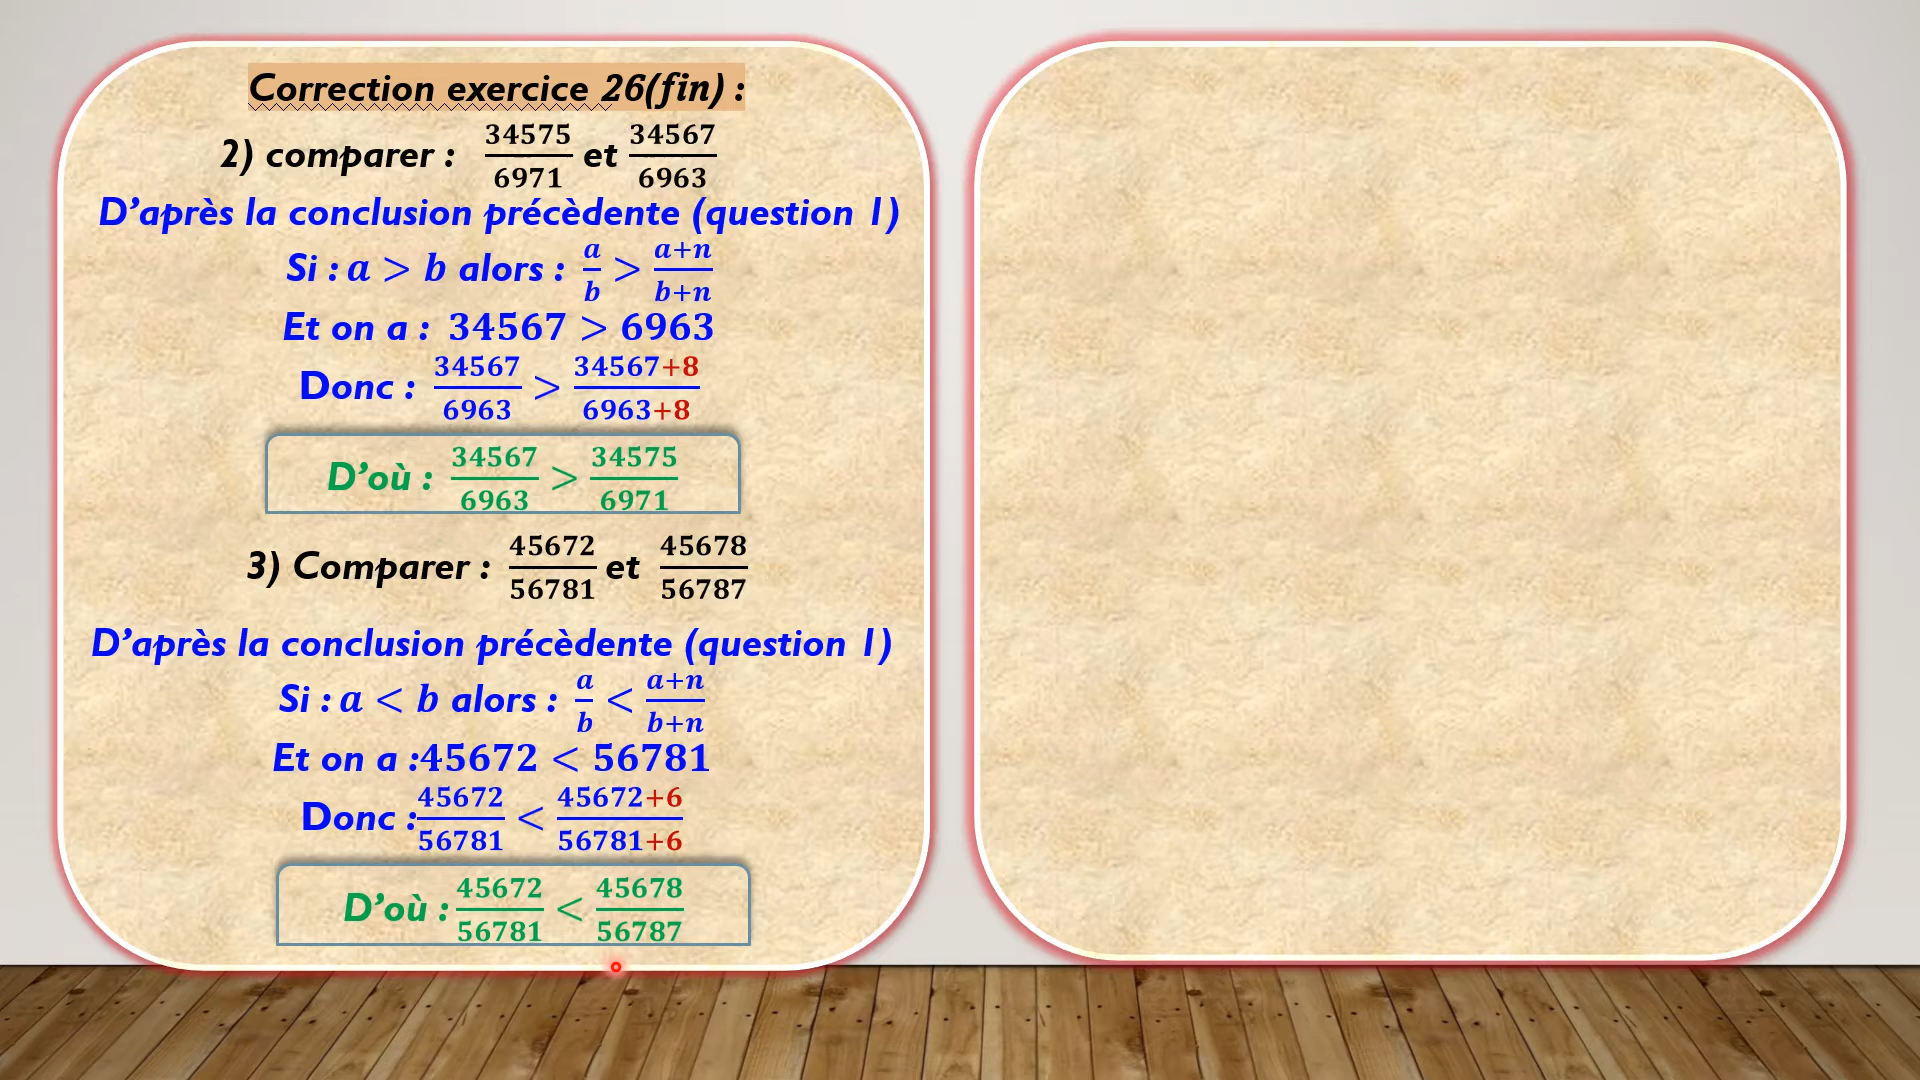 Correction exercice 26(fin) :
2) comparer : 34575/6971 et 34567/6963
D’après la conclusion précèdente (question 1)
Si : a > b alors : a/b > a+n/b+n
Et on a : 34567 > 6963
Donc : 34567/6963 > 34567+8/6963+8
D’où : 34567/6963 > 34575/6971
3) Comparer : 45672/56781 et 45678/56787
D’après la conclusion précèdente (question 1)
Si : a < b alors : a/b < a+n/b+n
Et on a :45672 < 56781
Donc :45672/56781 < 45672+6/56781+6
D’où : 45672/56781 < 45678/56787